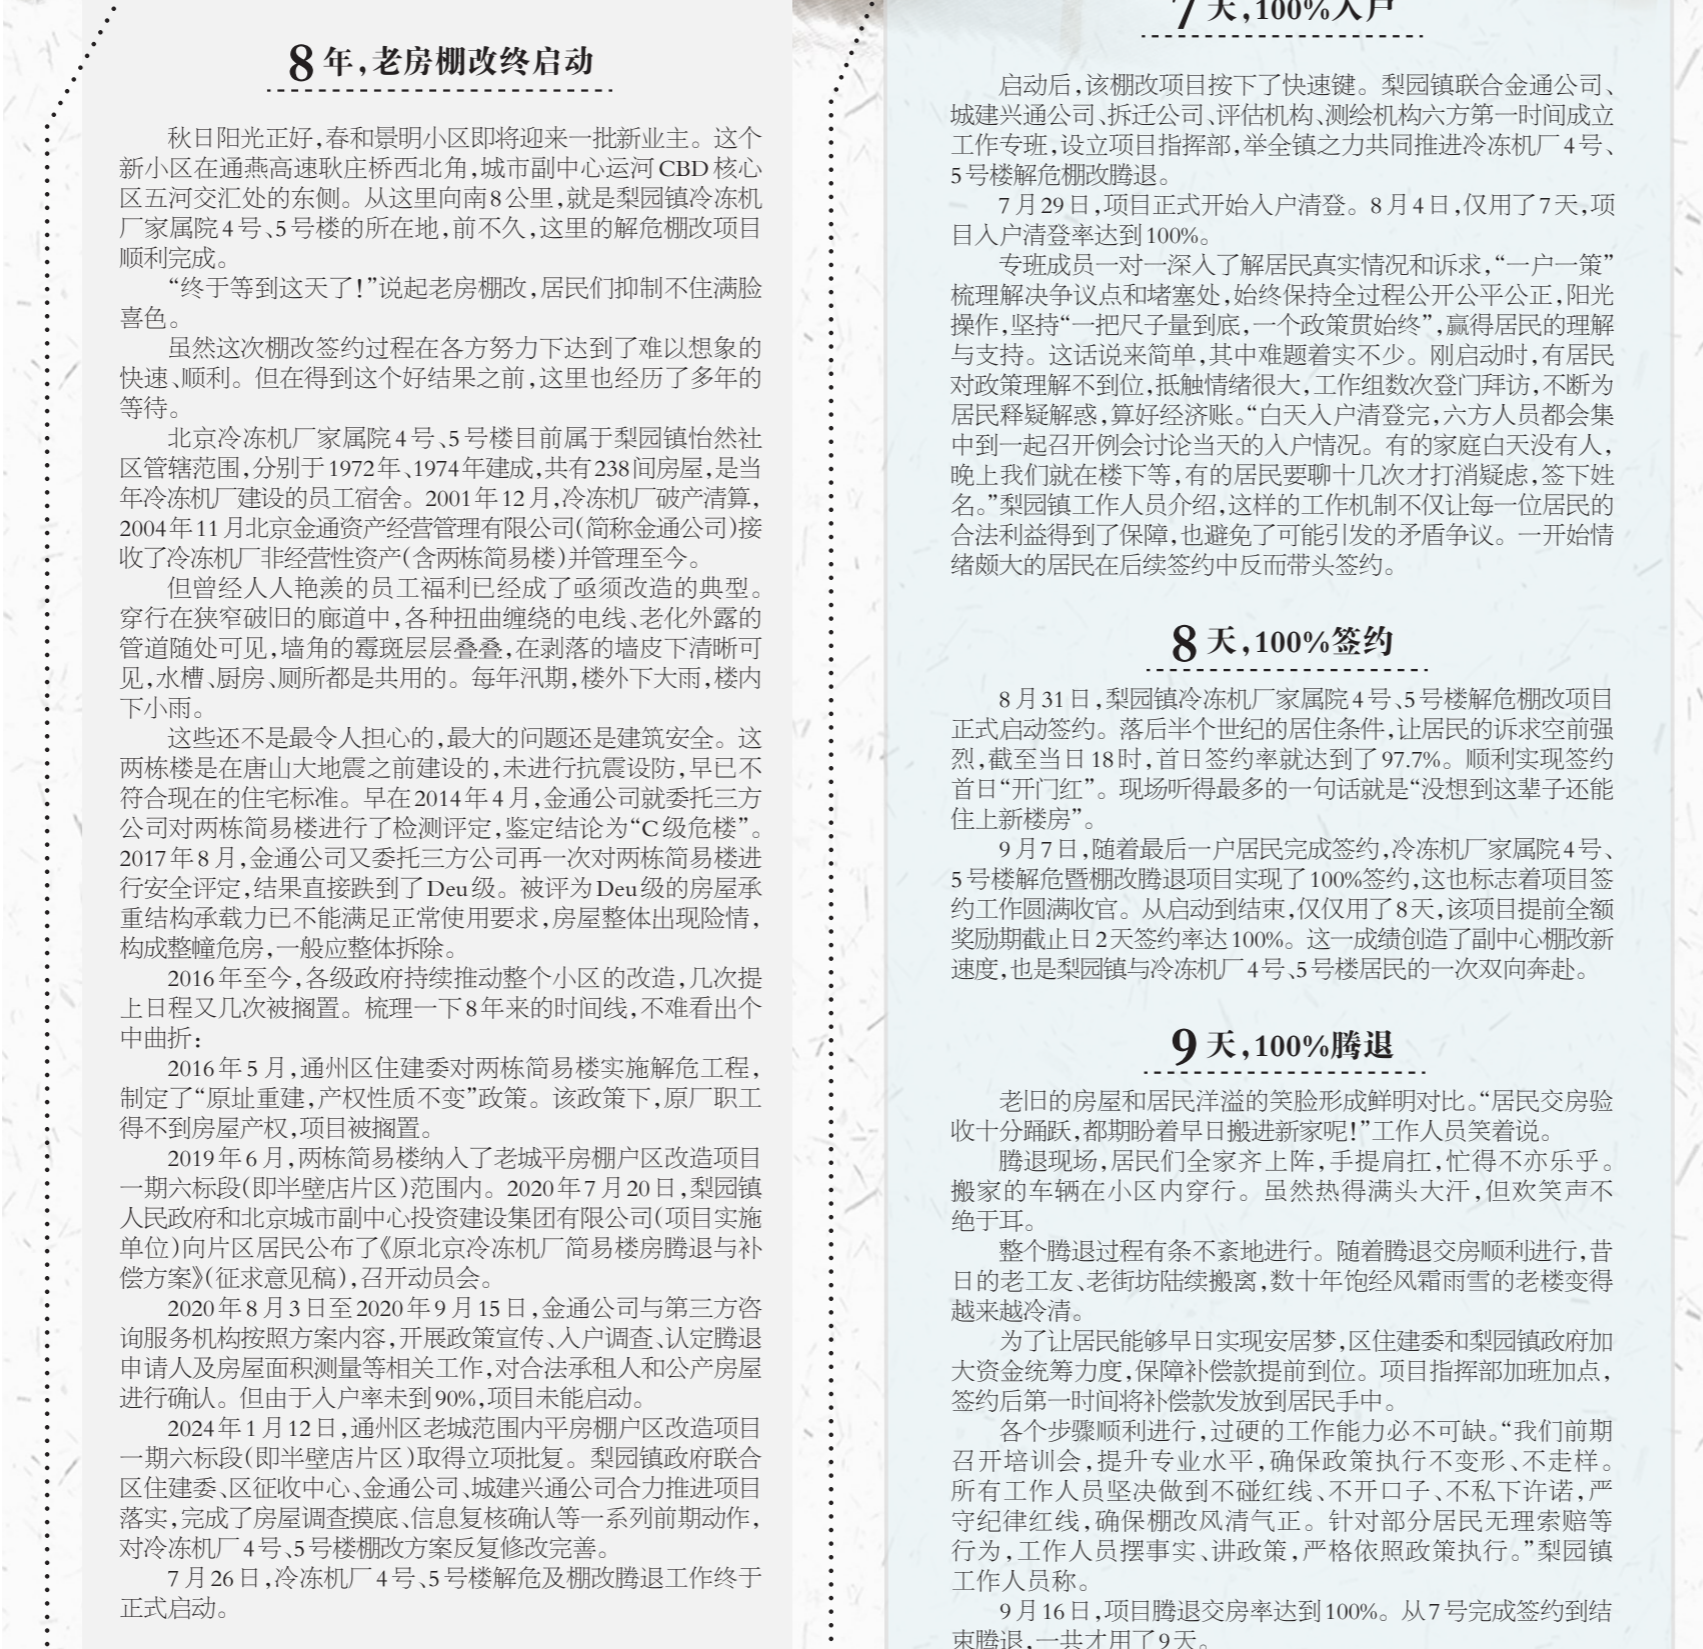 8年,老房棚改终启动
秋日阳光正好,春和景明小区即将迎来一批新业主。这个
新小区在通燕高速耿庄桥西北角,城市副中心运河CBD核心
区五河交汇处的东侧。从这里向南8公里,就是梨园镇冷冻机
厂家属院4号、5号楼的所在地,前不久,这里的解危棚改项目
顺利完成。
“终于等到这天了!”说起老房棚改,居民们抑制不住满脸
喜色。
虽然这次棚改签约过程在各方努力下达到了难以想象的
快速、顺利。但在得到这个好结果之前,这里也经历了多年的
等待。
北京冷冻机厂家属院4号、5号楼目前属于梨园镇怡然社
区管辖范围,分别于1972年、1974年建成,共有238间房屋,是当
年冷冻机厂建设的员工宿舍。2001年12月,冷冻机厂破产清算,
2004年11月北京金通资产经营管理有限公司(简称金通公司)接
收了冷冻机厂非经营性资产(含两栋简易楼)并管理至今。
但曾经人人艳羡的员工福利已经成了亟须改造的典型。
穿行在狭窄破旧的廊道中,各种扭曲缠绕的电线、老化外露的
管道随处可见,墙角的霉斑层层叠叠,在剥落的墙皮下清晰可
见,水槽、厨房、厕所都是共用的。每年汛期,楼外下大雨,楼内
下小雨。
这些还不是最令人担心的,最大的问题还是建筑安全。这
两栋楼是在唐山大地震之前建设的,未进行抗震设防,早已不
符合现在的住宅标准。早在2014年4月,金通公司就委托三方
公司对两栋简易楼进行了检测评定,鉴定结论为“C级危楼”。
2017年8月,金通公司又委托三方公司再一次对两栋简易楼进
行安全评定,结果直接跌到了Deu级。被评为Deu级的房屋承
重结构承载力已不能满足正常使用要求,房屋整体出现险情,
构成整幢危房,一般应整体拆除。
2016年至今,各级政府持续推动整个小区的改造,几次提
上日程又几次被搁置。梳理一下8年来的时间线,不难看出个
中曲折:
2016年5月,通州区住建委对两栋简易楼实施解危工程,
制定了“原址重建,产权性质不变”政策。该政策下,原厂职工
得不到房屋产权,项目被搁置。
2019年6月,两栋简易楼纳入了老城平房棚户区改造项目
一期六标段(即半壁店片区)范围内。2020年7月20日,梨园镇
人民政府和北京城市副中心投资建设集团有限公司(项目实施
单位)向片区居民公布了《原北京冷冻机厂简易楼房腾退与补
偿方案》(征求意见稿),召开动员会。
2020年8月3日至2020年9月15日,金通公司与第三方咨
询服务机构按照方案内容,开展政策宣传、入户调查、认定腾退
申请人及房屋面积测量等相关工作,对合法承租人和公产房屋
进行确认。但由于入户率未到90%,项目未能启动。
2024年1月12日,通州区老城范围内平房棚户区改造项目
一期六标段(即半壁店片区)取得立项批复。梨园镇政府联合
区住建委、区征收中心、金通公司、城建兴通公司合力推进项目
落实,完成了房屋调查摸底、信息复核确认等一系列前期动作,
对冷冻机厂4号、5号楼棚改方案反复修改完善。
7月26日,冷冻机厂4号、5号楼解危及棚改腾退工作终于
正式启动。
7天,100%入户
启动后,该棚改项目按下了快速键。梨园镇联合金通公司、
城建兴通公司、拆迁公司、评估机构、测绘机构六方第一时间成立
工作专班,设立项目指挥部,举全镇之力共同推进冷冻机厂4号、
5号楼解危棚改腾退。
7月29日,项目正式开始入户清登。8月4日,仅用了7天,项
目入户清登率达到100%。
专班成员一对一深入了解居民真实情况和诉求,“一户一策”
梳理解决争议点和堵塞处,始终保持全过程公开公平公正,阳光
操作,坚持“一把尺子量到底,一个政策贯始终”,赢得居民的理解
与支持。这话说来简单,其中难题着实不少。刚启动时,有居民
对政策理解不到位,抵触情绪很大,工作组数次登门拜访,不断为
居民释疑解惑,算好经济账。“白天入户清登完,六方人员都会集
中到一起召开例会讨论当天的入户情况。有的家庭白天没有人,
晚上我们就在楼下等,有的居民要聊十几次才打消疑虑,签下姓
名。”梨园镇工作人员介绍,这样的工作机制不仅让每一位居民的
合法利益得到了保障,也避免了可能引发的矛盾争议。一开始情
绪颇大的居民在后续签约中反而带头签约。
8天,100%签约
8月31日,梨园镇冷冻机厂家属院4号、5号楼解危棚改项目
正式启动签约。落后半个世纪的居住条件,让居民的诉求空前强
烈,截至当日18时,首日签约率就达到了97.7%。顺利实现签约
首日“开门红”。现场听得最多的一句话就是“没想到这辈子还能
住上新楼房”。
9月7日,随着最后一户居民完成签约,冷冻机厂家属院4号、
5号楼解危暨棚改腾退项目实现了100%签约,这也标志着项目签
约工作圆满收官。从启动到结束,仅仅用了8天,该项目提前全额
奖励期截止日2天签约率达100%。这一成绩创造了副中心棚改新
速度,也是梨园镇与冷冻机厂4号、5号楼居民的一次双向奔赴。
9天,100%腾退
老旧的房屋和居民洋溢的笑脸形成鲜明对比。“居民交房验
收十分踊跃,都期盼着早日搬进新家呢!”工作人员笑着说。
腾退现场,居民们全家齐上阵,手提肩扛,忙得不亦乐乎。
搬家的车辆在小区内穿行。虽然热得满头大汗,但欢笑声不
绝于耳。
整个腾退过程有条不紊地进行。随着腾退交房顺利进行,昔
日的老工友、老街坊陆续搬离,数十年饱经风霜雨雪的老楼变得
越来越冷清。
为了让居民能够早日实现安居梦,区住建委和梨园镇政府加
大资金统筹力度,保障补偿款提前到位。项目指挥部加班加点,
签约后第一时间将补偿款发放到居民手中。
各个步骤顺利进行,过硬的工作能力必不可缺。“我们前期
召开培训会,提升专业水平,确保政策执行不变形、不走样。
所有工作人员坚决做到不碰红线、不开口子、不私下许诺,严
守纪律红线,确保棚改风清气正。针对部分居民无理索赔等
行为,工作人员摆事实、讲政策,严格依照政策执行。”梨园镇
工作人员称。
9月16日,项目腾退交房率达到100%。从7号完成签约到结
束腾退,一共才用了9天。